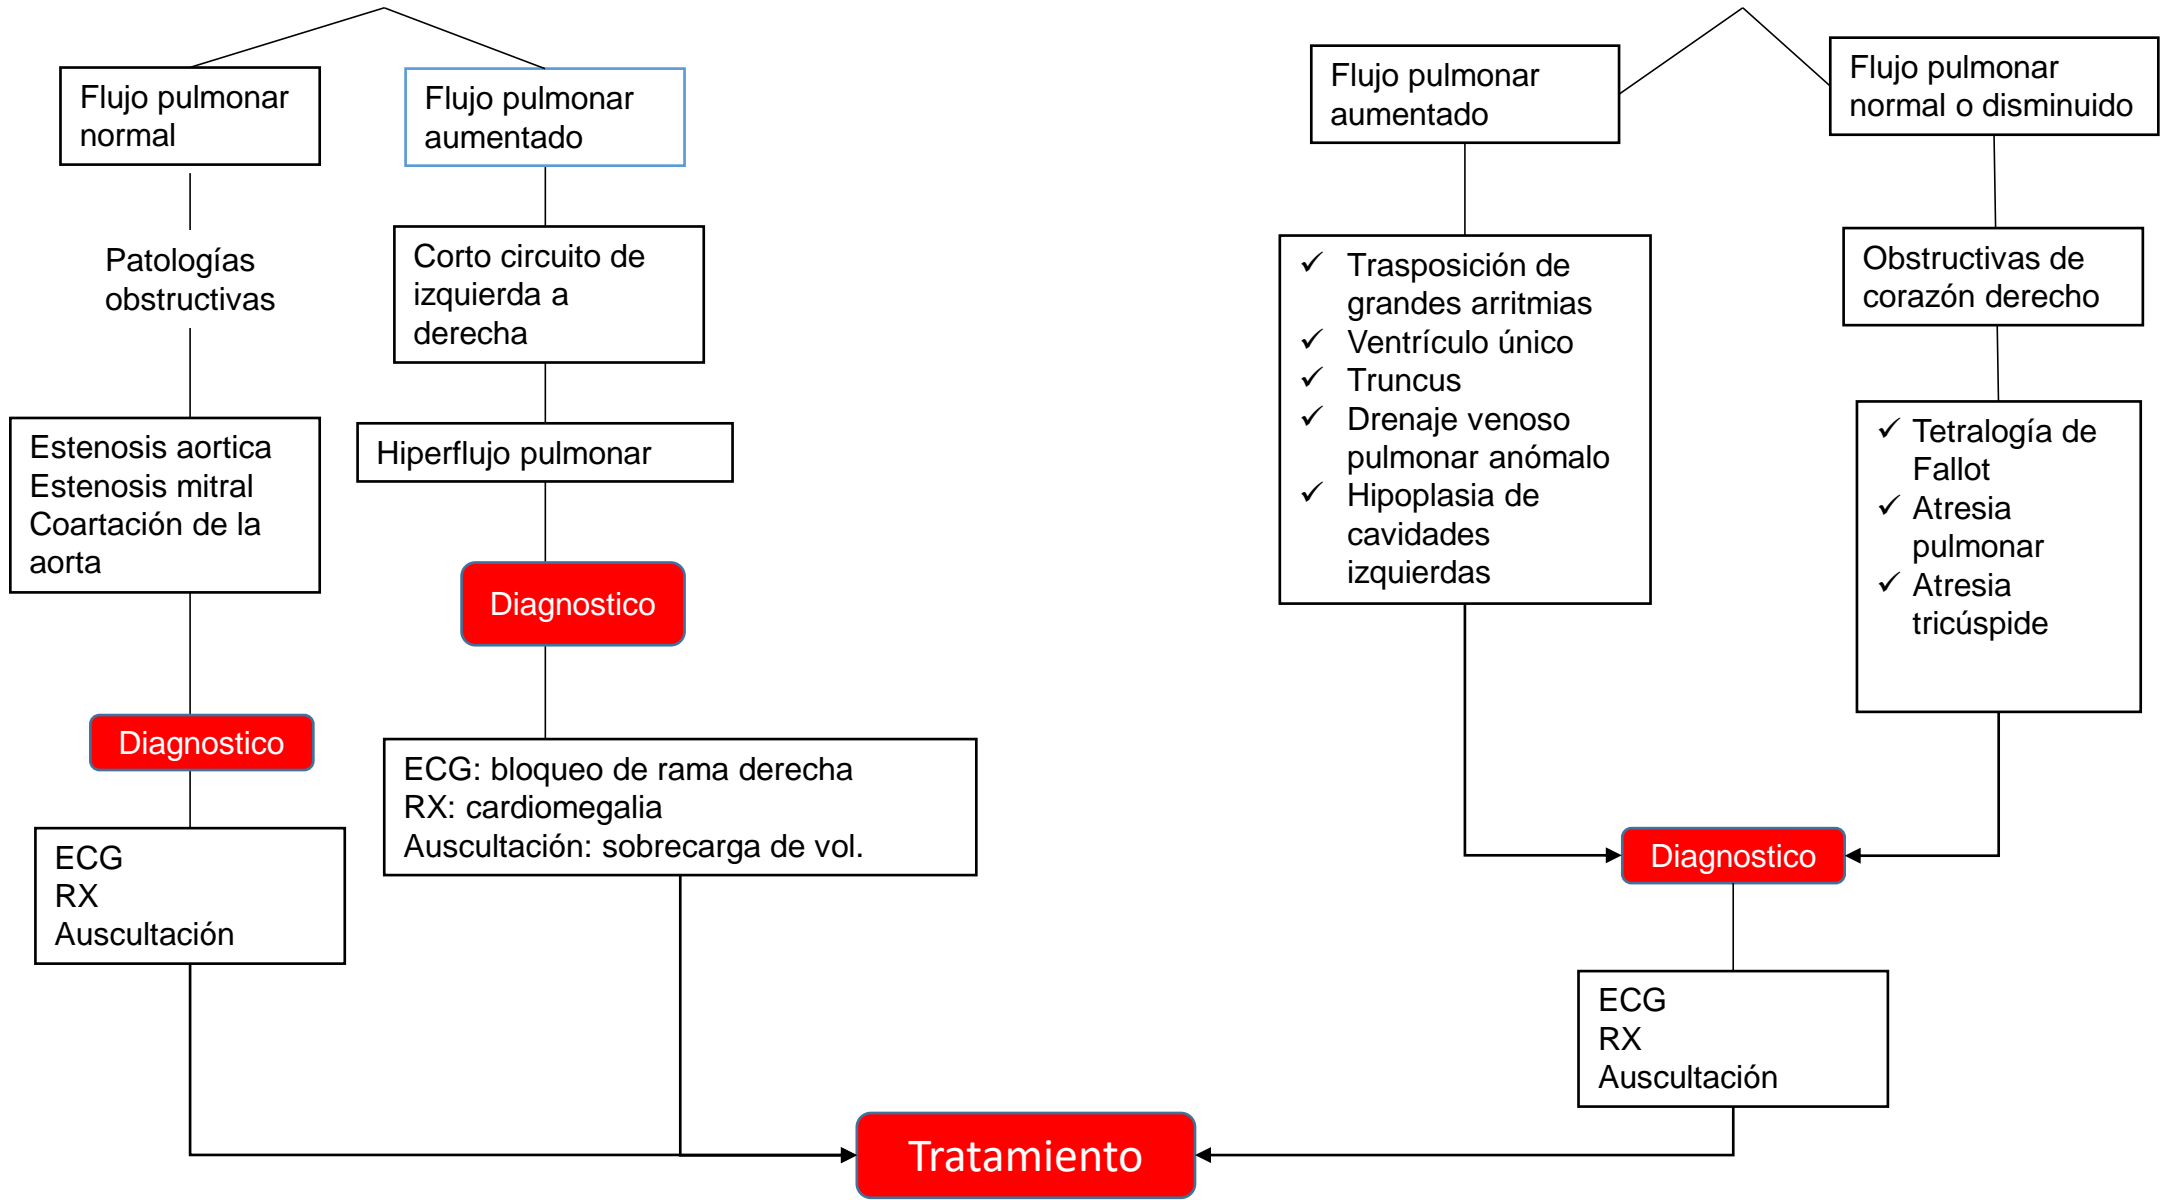 Flujo pulmonar
normal
Patologías
obstructivas
Estenosis aortica
Estenosis mitral
Coartación de la
aorta
Diagnostico
ECG
RX
Auscultación
Flujo pulmonar
aumentado
Corto circuito de
izquierda a
derecha
Hiperflujo pulmonar
Diagnostico
ECG: bloqueo de rama derecha
RX: cardiomegalia
Auscultación: sobrecarga de vol.
Flujo pulmonar
aumentado
✓ Trasposición de
grandes arritmias
✓ Ventrículo único
✓ Truncus
✓ Drenaje venoso
pulmonar anómalo
✓ Hipoplasia de
cavidades
izquierdas
Flujo pulmonar
normal o disminuido
Obstructivas de
corazón derecho
✓ Tetralogía de
Fallot
✓ Atresia
pulmonar
✓ Atresia
tricúspide
Diagnostico
ECG
RX
Auscultación
Tratamiento